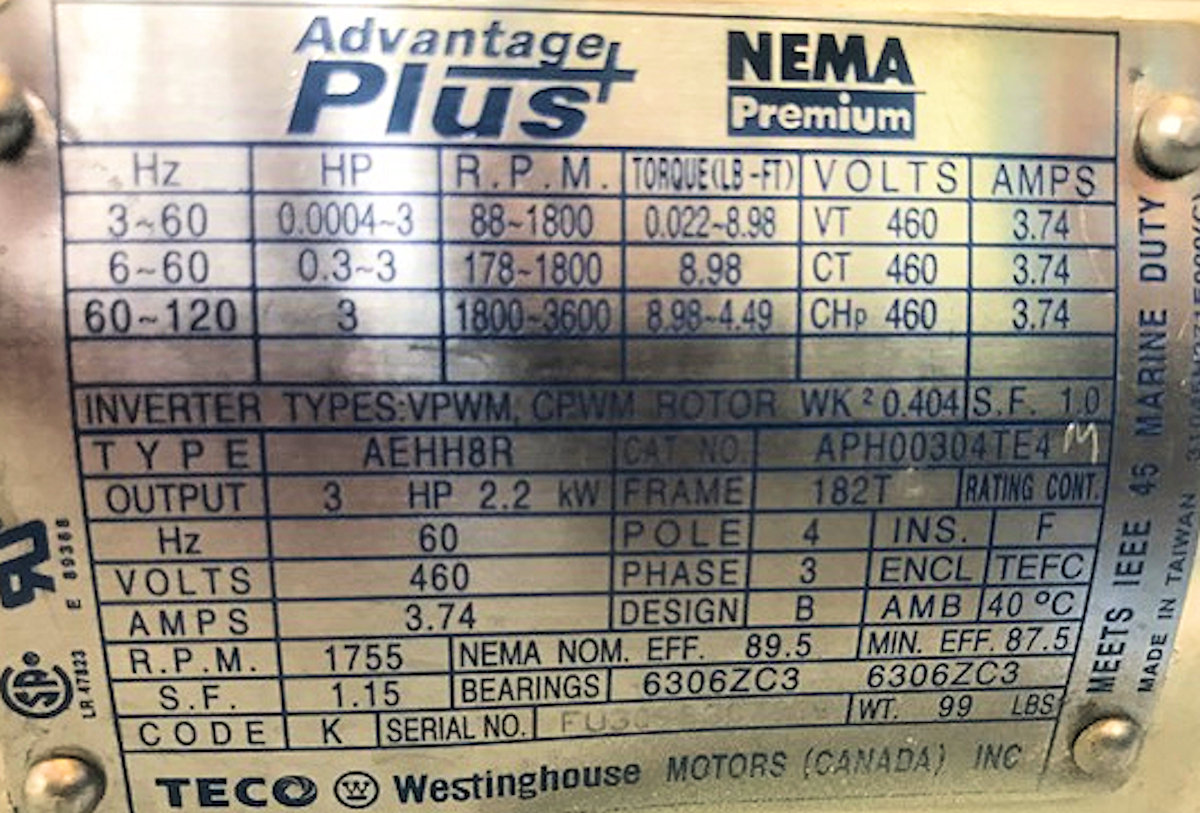 Advantage
Plus+
NEMA
Premium
Hz HP R.P.M. TORQUE(LB-FT) VOLTS AMPS
3~60 0.0004~3 88~1800 0.022~8.98 VT 460 3.74
6~60 0.3~3 178~1800 8.98 CT 460 3.74
60~120 3 1800~3600 8.98~4.49 CHp 460 3.74
INVERTER TYPES:VPWM, CPWM ROTOR WK² 0.404 S.F. 1.0
TYPE AEHH8R CAT NO. APH00304TE4 M
OUTPUT 3 HP 2.2 kW FRAME 182T RATING CONT.
Hz 60 POLE 4 INS. F
VOLTS 460 PHASE 3 ENCL TEFC
AMPS 3.74 DESIGN B AMB 40 ºC
R.P.M. 1755 NEMA NOM. EFF. 89.5 MIN. EFF. 87.5
S.F. 1.15 BEARINGS 6306ZC3 6306ZC3
CODE K SERIAL NO. WT. 99 LBS
TECO W Westinghouse MOTORS (CANADA) INC
E 89368
SP®
LR 47823
MEETS IEEE 45 MARINE DUTY
MADE IN TAIWAN